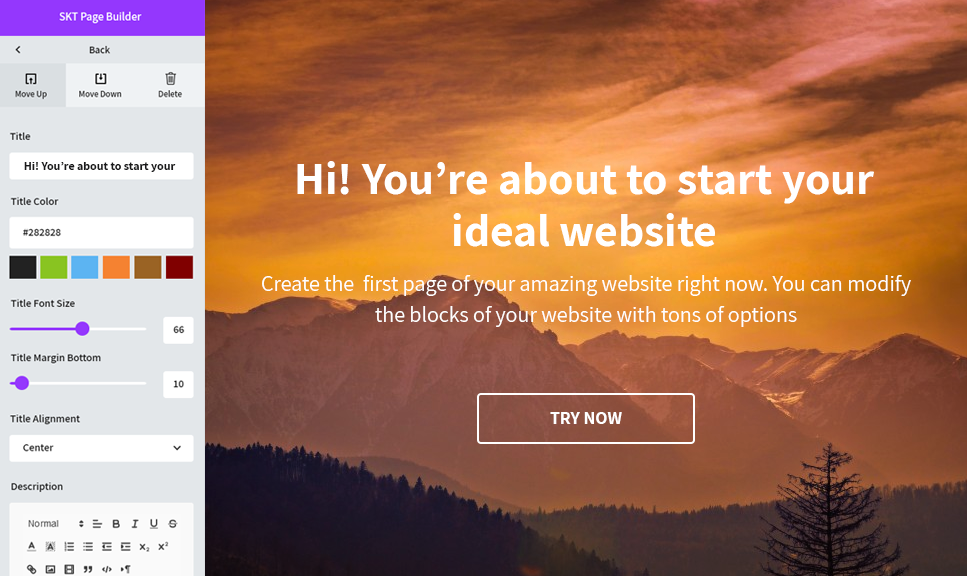 SKT Page Builder
Back
Move Up
Move Down
Delete
Title
Hi! You’re about to start your
Title Color
#282828
Title Font Size
66
Title Margin Bottom
10
Title Alignment
Center
Description
Normal
Hi! You’re about to start your
ideal website
Create the first page of your amazing website right now. You can modify
the blocks of your website with tons of options
TRY NOW